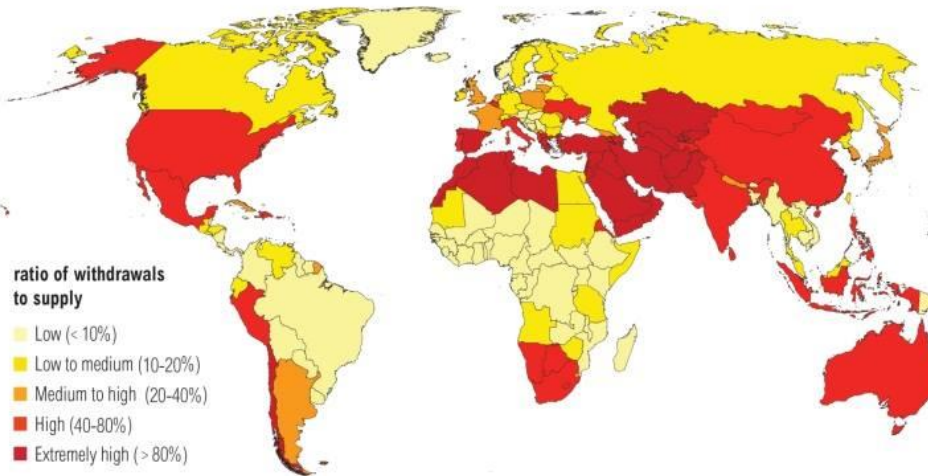 ratio of withdrawals
to supply
Low (< 10%)
Low to medium (10-20%)
Medium to high (20-40%)
High (40-80%)
Extremely high (> 80%)